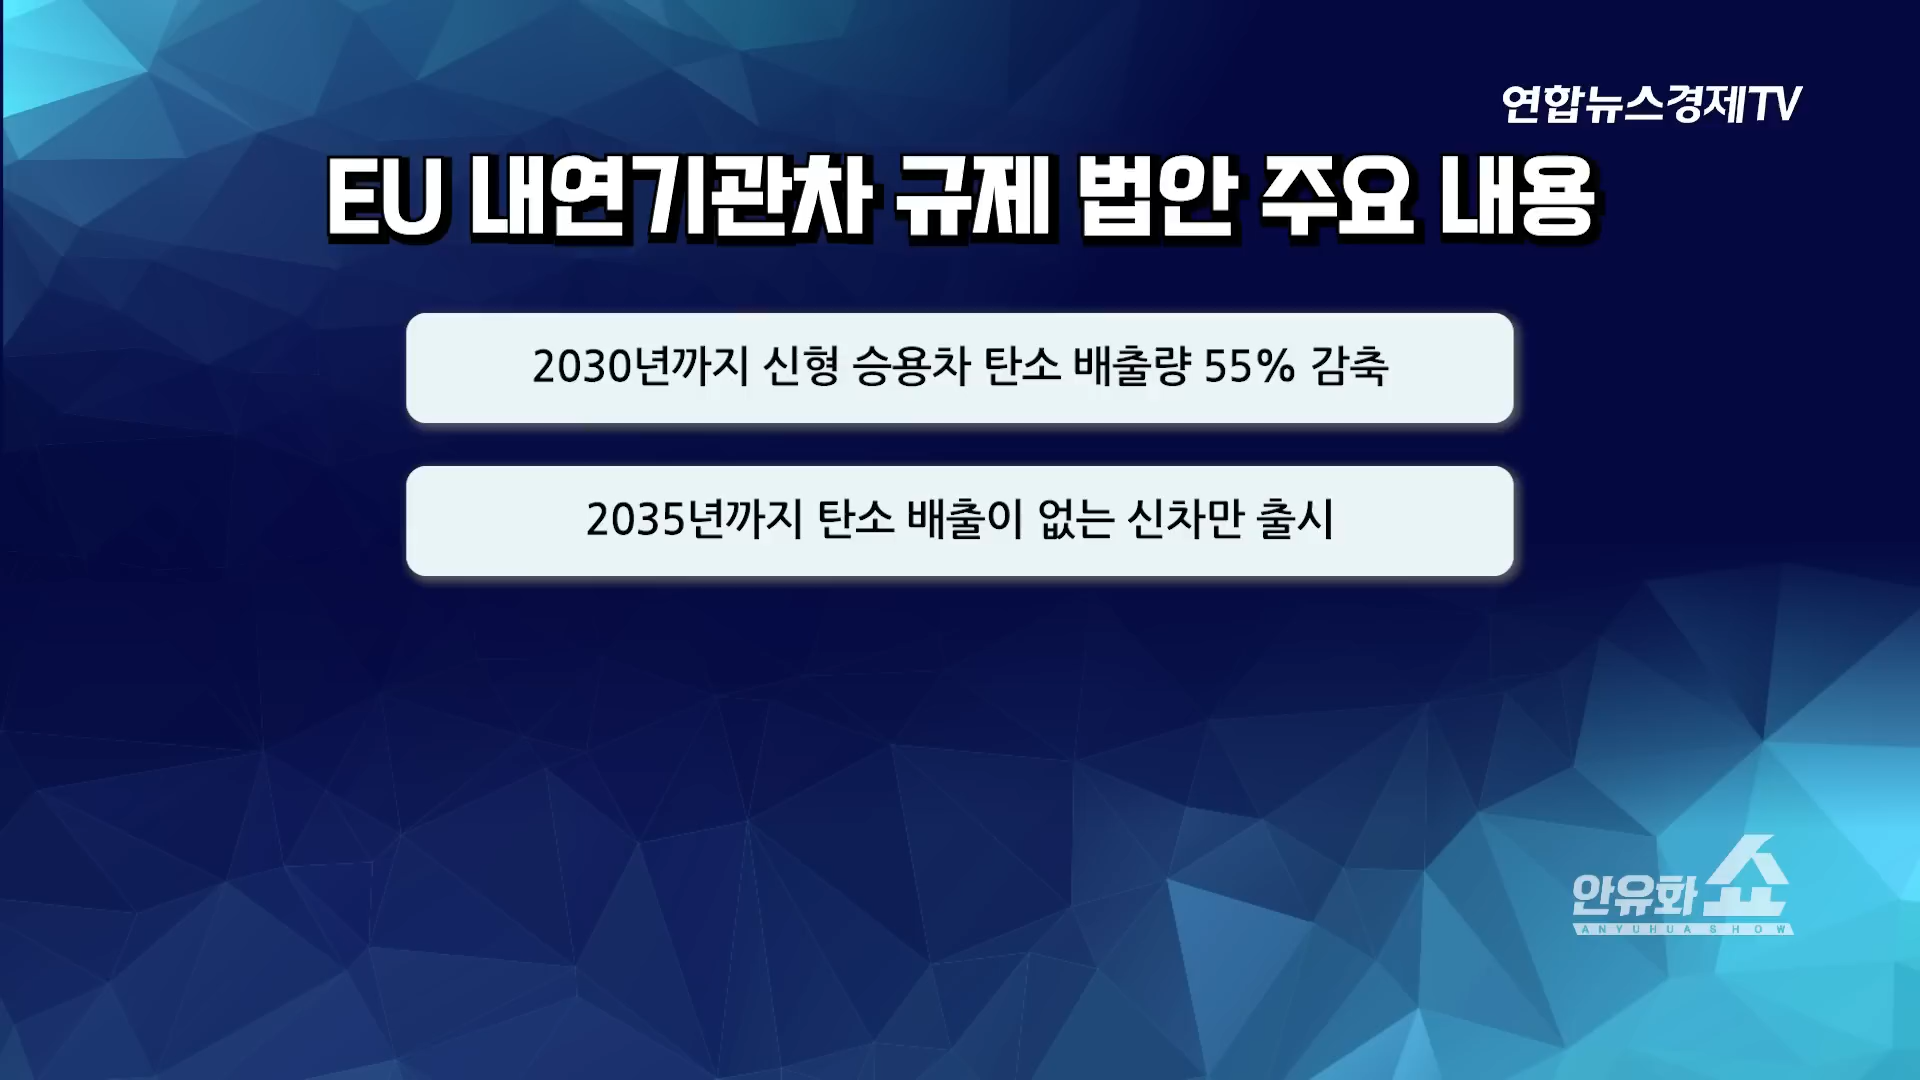 연합뉴스경제TV
EU 내연기관차 규제 법안 주요 내용
2030년까지 신형 승용차 탄소 배출량 55% 감축
2035년까지 탄소 배출이 없는 신차만 출시
안유화쇼
ANYUHUA SHOW